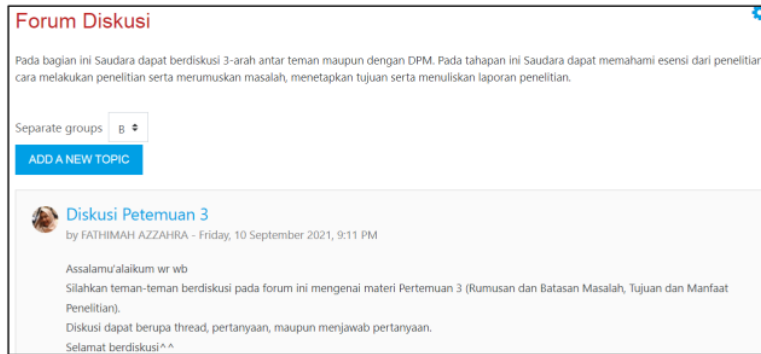 Forum Diskusi
Pada bagian ini Saudara dapat berdiskusi 3-arah antar teman maupun dengan DPM. Pada tahapan ini Saudara dapat memahami esensi dari penelitian
cara melakukan penelitian serta merumuskan masalah, menetapkan tujuan serta menuliskan laporan penelitian.
Separate groups B
ADD A NEW TOPIC
Diskusi Petemuan 3
by FATHIMAH AZZAHRA - Friday, 10 September 2021, 9:11 PM
Assalamu'alaikum wr wb
Silahkan teman-teman berdiskusi pada forum ini mengenai materi Pertemuan 3 (Rumusan dan Batasan Masalah, Tujuan dan Manfaat
Penelitian).
Diskusi dapat berupa thread, pertanyaan, maupun menjawab pertanyaan.
Selamat berdiskusi^^